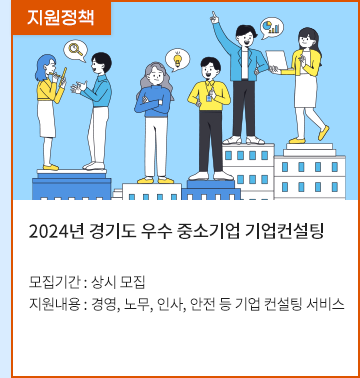 지원정책
2024년 경기도 우수 중소기업 기업컨설팅
모집기간 : 상시 모집
지원내용 : 경영, 노무, 인사, 안전 등 기업 컨설팅 서비스